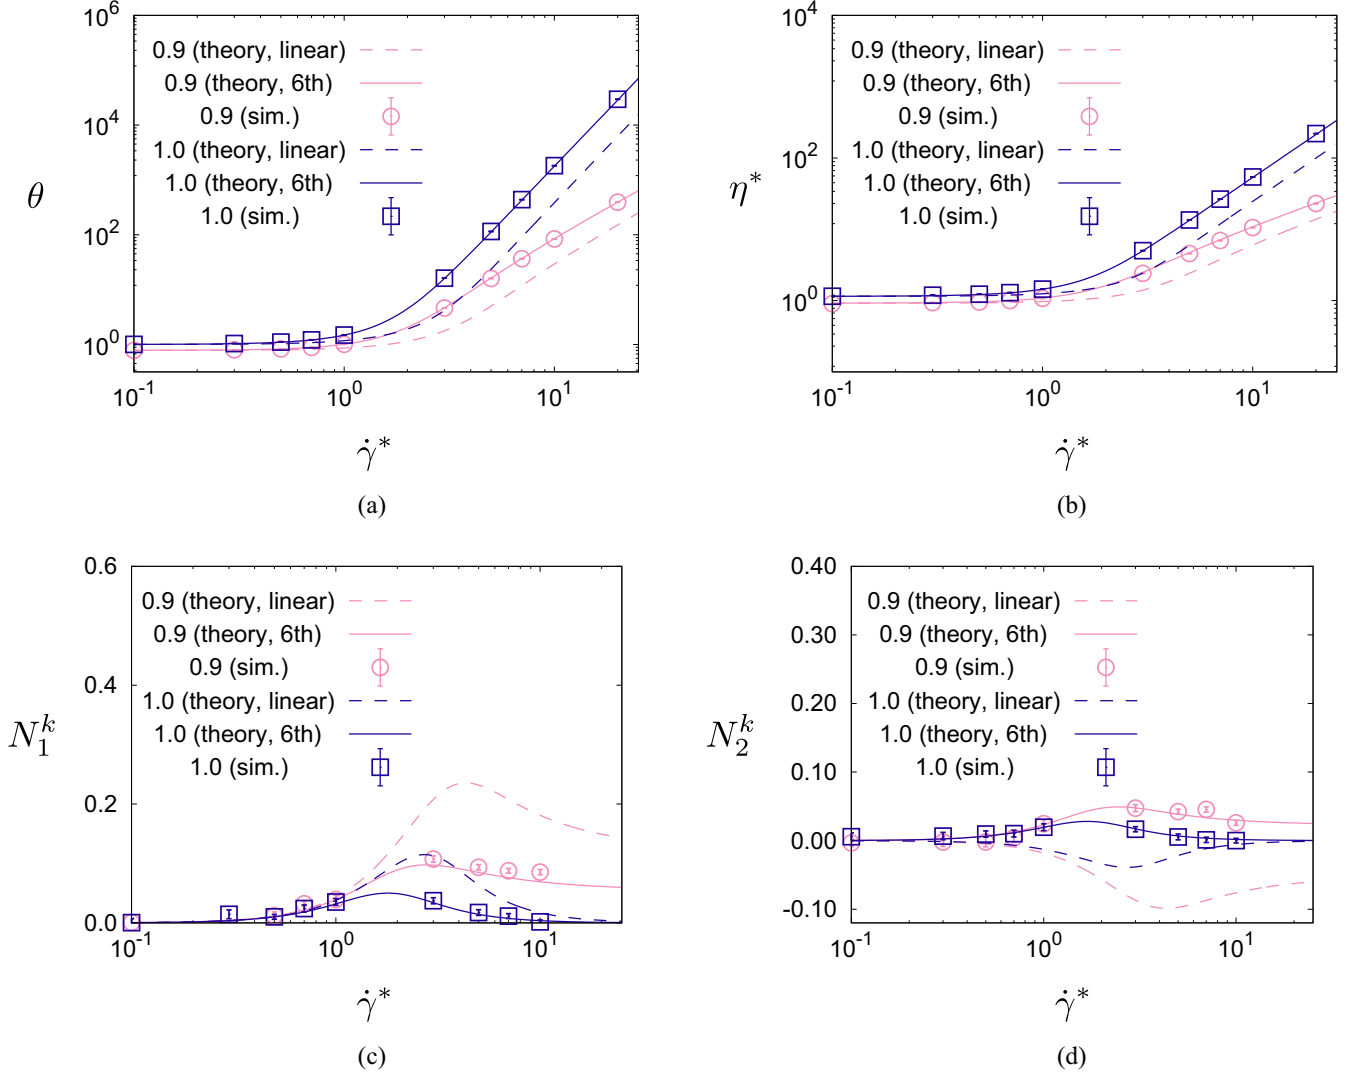 10^6
10^4
10^2
10^0
θ
0.9 (theory, linear)
0.9 (theory, 6th)
0.9 (sim.)
1.0 (theory, linear)
1.0 (theory, 6th)
1.0 (sim.)
10^-1
10^0
10^1
γ̇*
(a)
10^4
10^2
10^0
η*
0.9 (theory, linear)
0.9 (theory, 6th)
0.9 (sim.)
1.0 (theory, linear)
1.0 (theory, 6th)
1.0 (sim.)
10^-1
10^0
10^1
γ̇*
(b)
0.6
0.4
0.2
0.0
N_1^k
0.9 (theory, linear)
0.9 (theory, 6th)
0.9 (sim.)
1.0 (theory, linear)
1.0 (theory, 6th)
1.0 (sim.)
10^-1
10^0
10^1
γ̇*
(c)
0.40
0.30
0.20
0.10
0.00
-0.10
N_2^k
0.9 (theory, linear)
0.9 (theory, 6th)
0.9 (sim.)
1.0 (theory, linear)
1.0 (theory, 6th)
1.0 (sim.)
10^-1
10^0
10^1
γ̇*
(d)